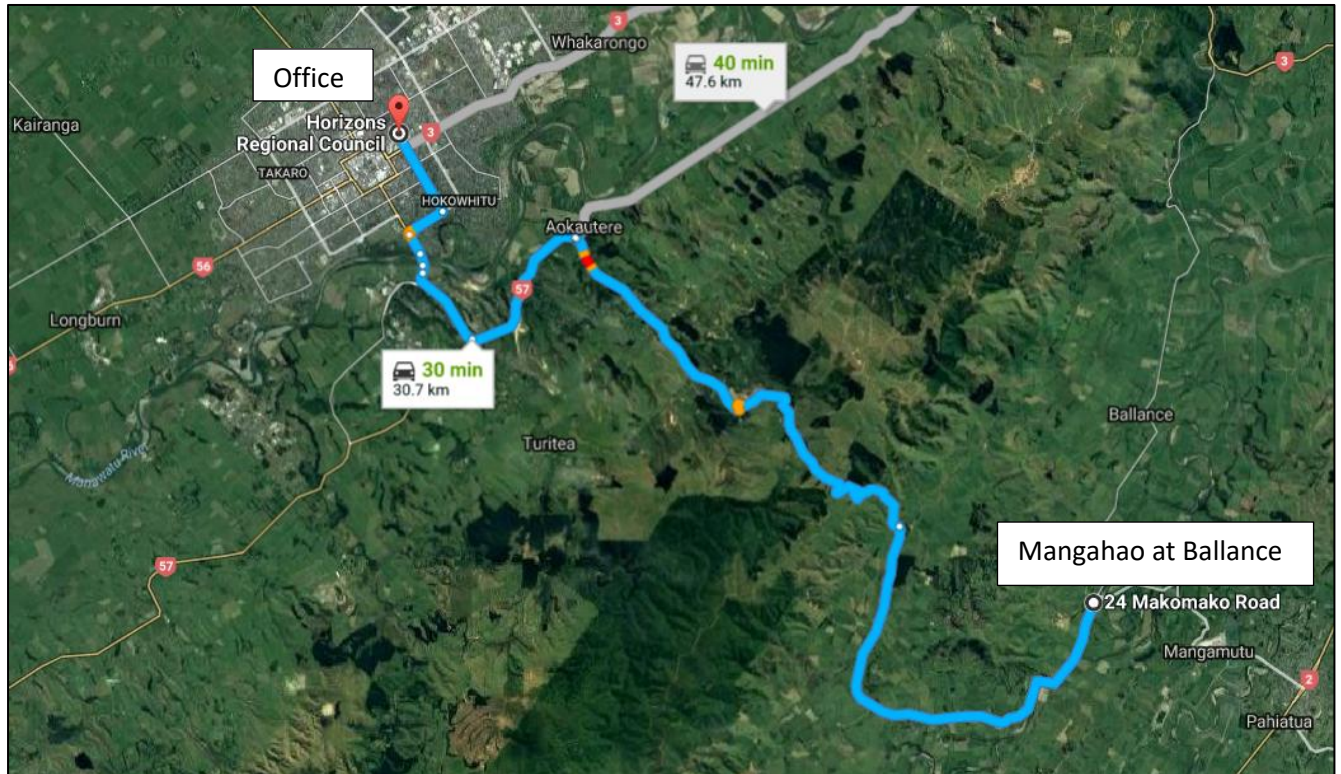 3
Whakarongo
Office
40 min
47.6 km
3
Kairanga
Horizons
Regional Council
3
TAKARO
HOKOWHITU
Aokautere
56
57
Longburn
30 min
30.7 km
Ballance
Turitea
Manawatu River
57
Mangahao at Ballance
24 Makomako Road
Mangamutu
2
Pahiatua